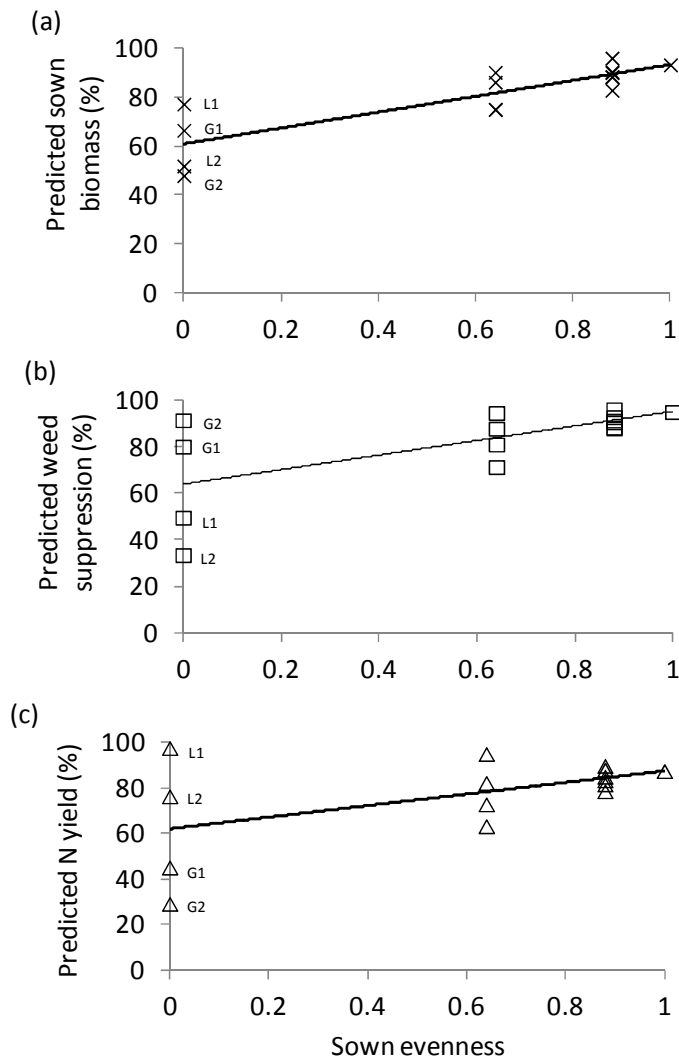 (a)
Predicted sown
biomass (%)
100
80
60
40
20
0
L1
G1
L2
G2
0 0.2 0.4 0.6 0.8 1
(b)
Predicted weed
suppression (%)
100
80
60
40
20
0
G2
G1
L1
L2
0 0.2 0.4 0.6 0.8 1
(c)
Predicted N yield (%)
100
80
60
40
20
0
L1
L2
G1
G2
0 0.2 0.4 0.6 0.8 1
Sown evenness